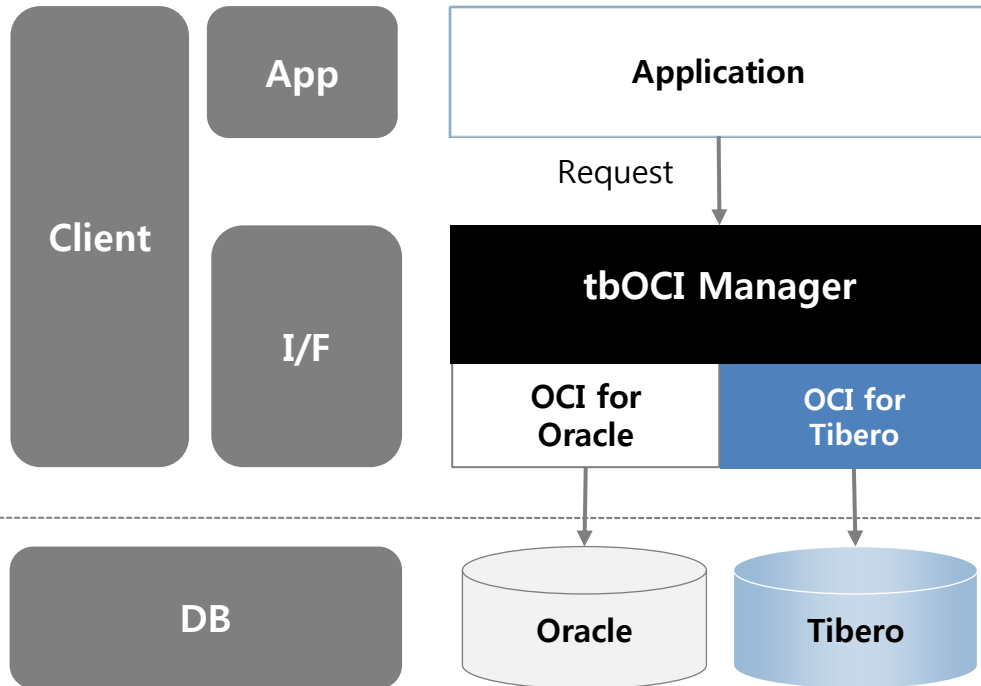 App
Application
Request
Client
tbOCI Manager
I/F
OCI for
Oracle
OCI for
Tibero
DB
Oracle
Tibero